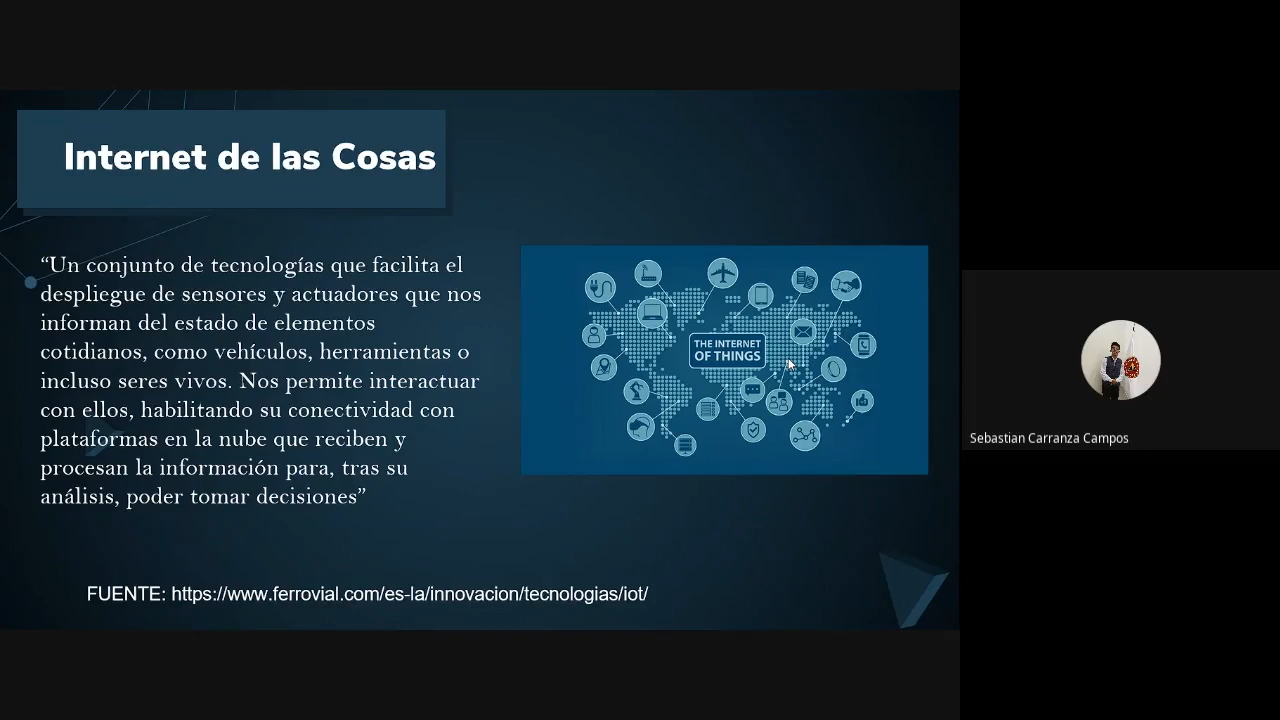 Internet de las Cosas
“Un conjunto de tecnologías que facilita el
despliegue de sensores y actuadores que nos
informan del estado de elementos
cotidianos, como vehículos, herramientas o
incluso seres vivos. Nos permite interactuar
con ellos, habilitando su conectividad con
plataformas en la nube que reciben y
procesan la información para, tras su
análisis, poder tomar decisiones”
THE INTERNET
OF THINGS
FUENTE: https://www.ferrovial.com/es-la/innovacion/tecnologias/iot/
Sebastian Carranza Campos